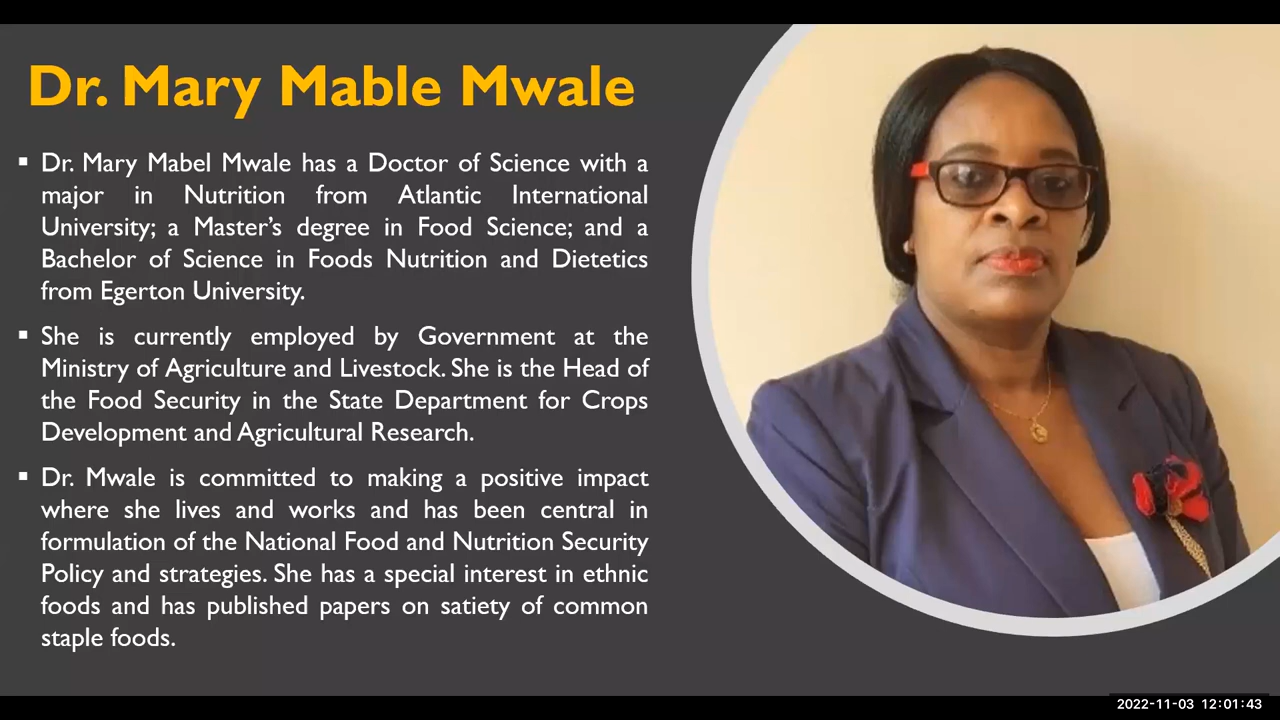 Dr. Mary Mable Mwale
▪ Dr. Mary Mabel Mwale has a Doctor of Science with a
major in Nutrition from Atlantic International
University; a Master’s degree in Food Science; and a
Bachelor of Science in Foods Nutrition and Dietetics
from Egerton University.
▪ She is currently employed by Government at the
Ministry of Agriculture and Livestock. She is the Head of
the Food Security in the State Department for Crops
Development and Agricultural Research.
▪ Dr. Mwale is committed to making a positive impact
where she lives and works and has been central in
formulation of the National Food and Nutrition Security
Policy and strategies. She has a special interest in ethnic
foods and has published papers on satiety of common
staple foods.
2022-11-03 12:01:43